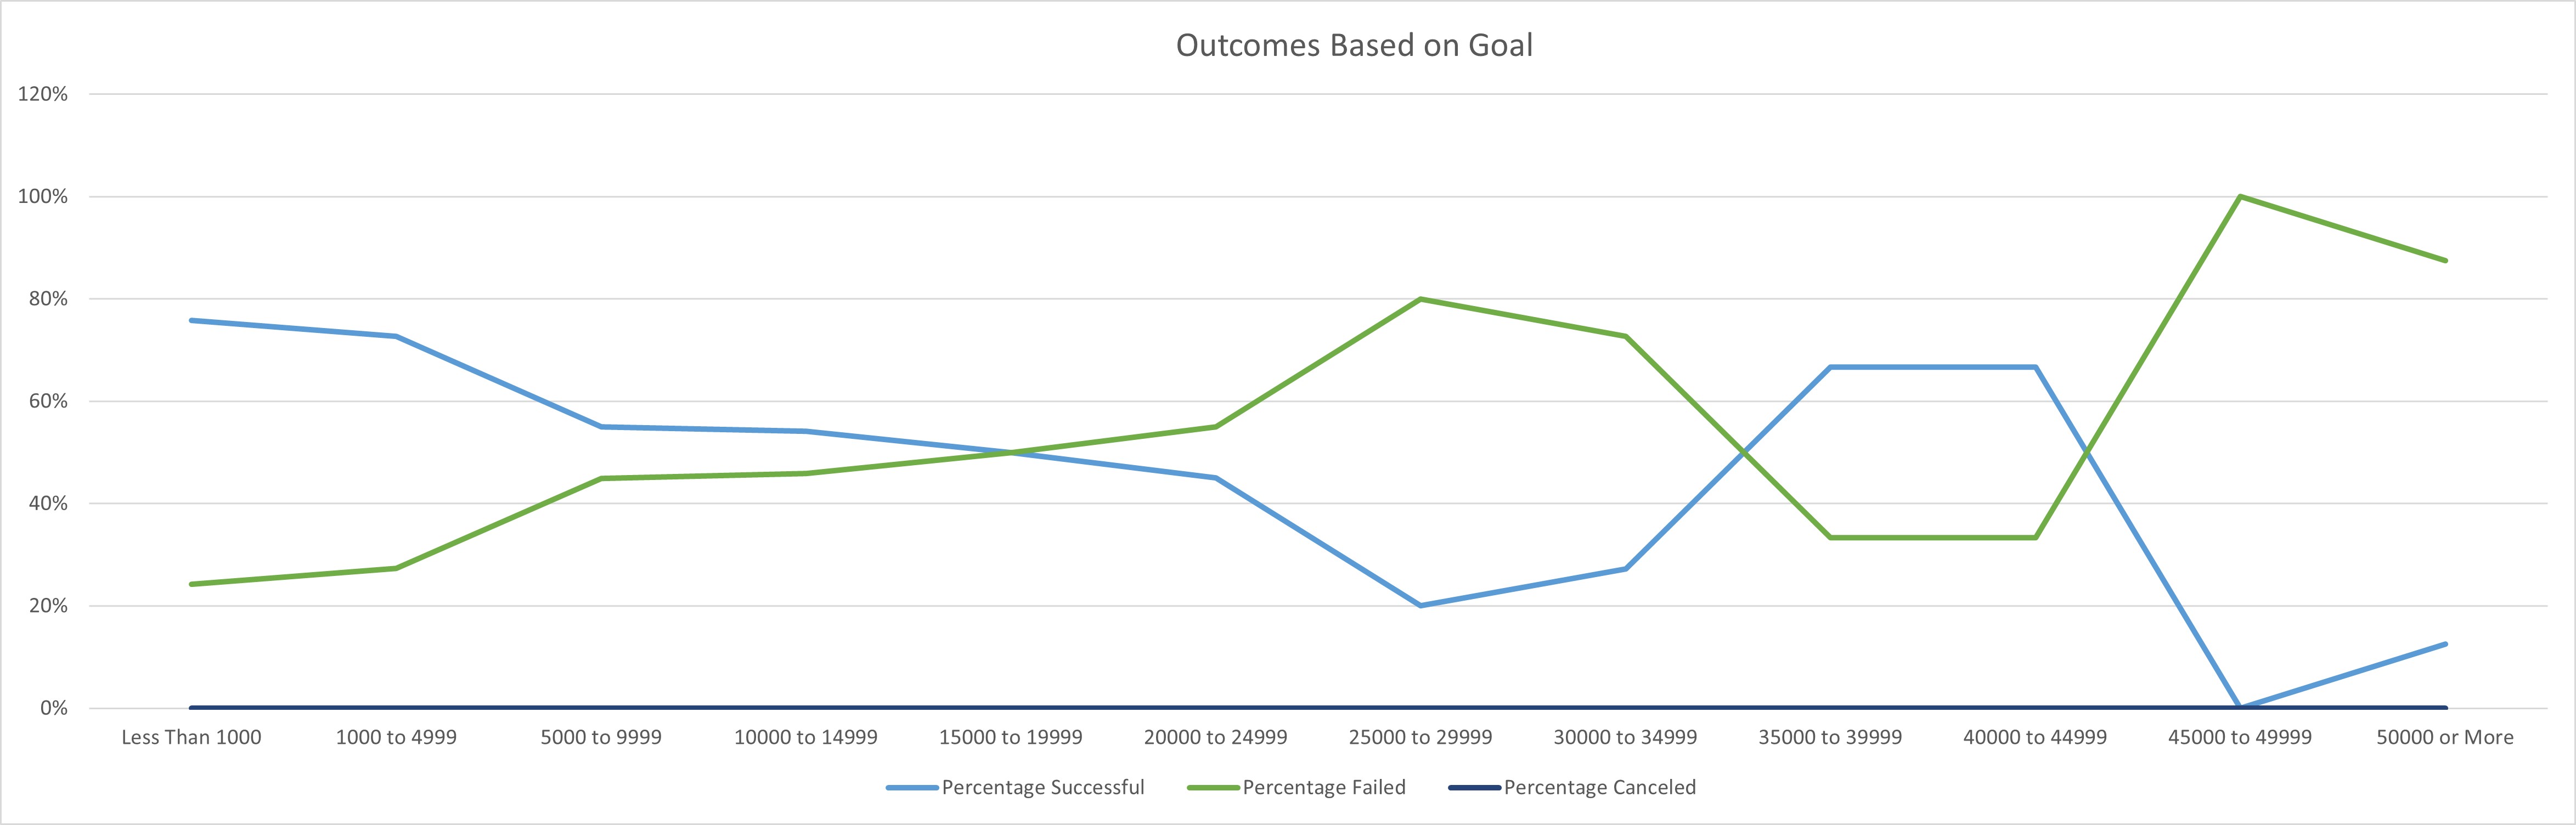 Outcomes Based on Goal
120%
100%
80%
60%
40%
20%
0%
Less Than 1000 1000 to 4999 5000 to 9999 10000 to 14999 15000 to 19999 20000 to 24999 25000 to 29999 30000 to 34999 35000 to 39999 40000 to 44999 45000 to 49999 50000 or More
Percentage Successful Percentage Failed Percentage Canceled